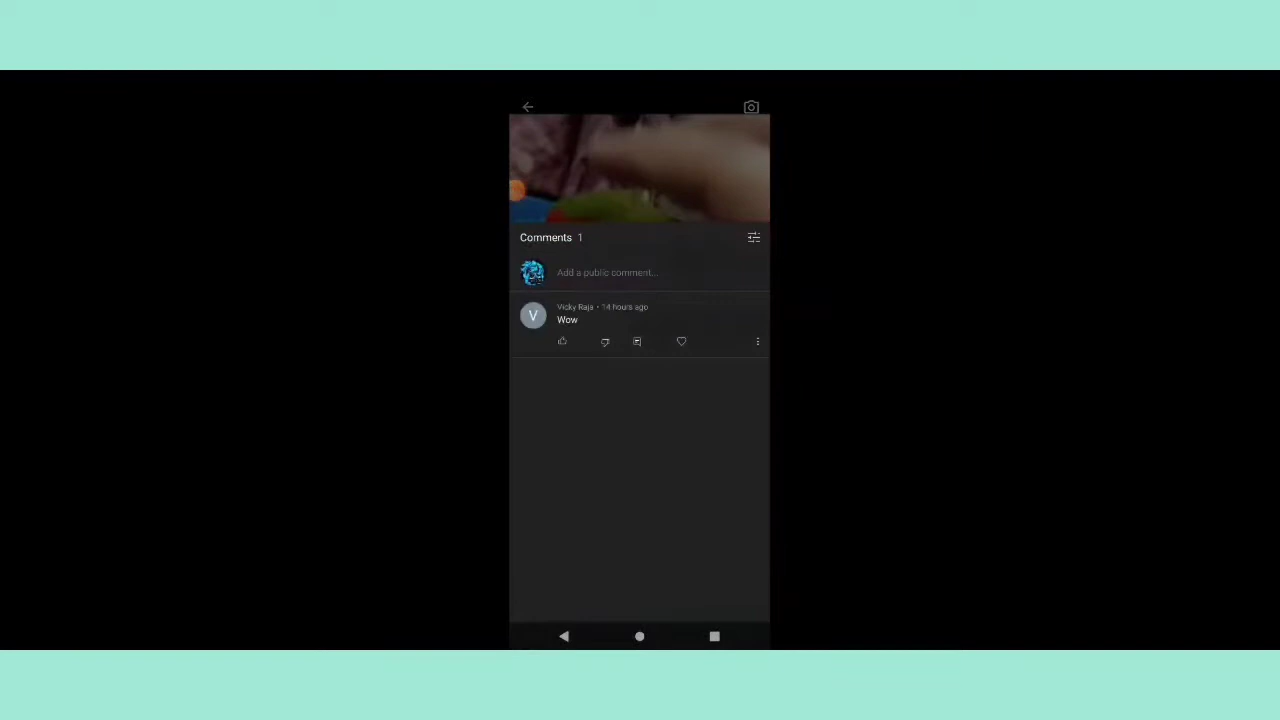 Comments 1
Add a public comment...
V
Vicky Raja • 14 hours ago
Wow